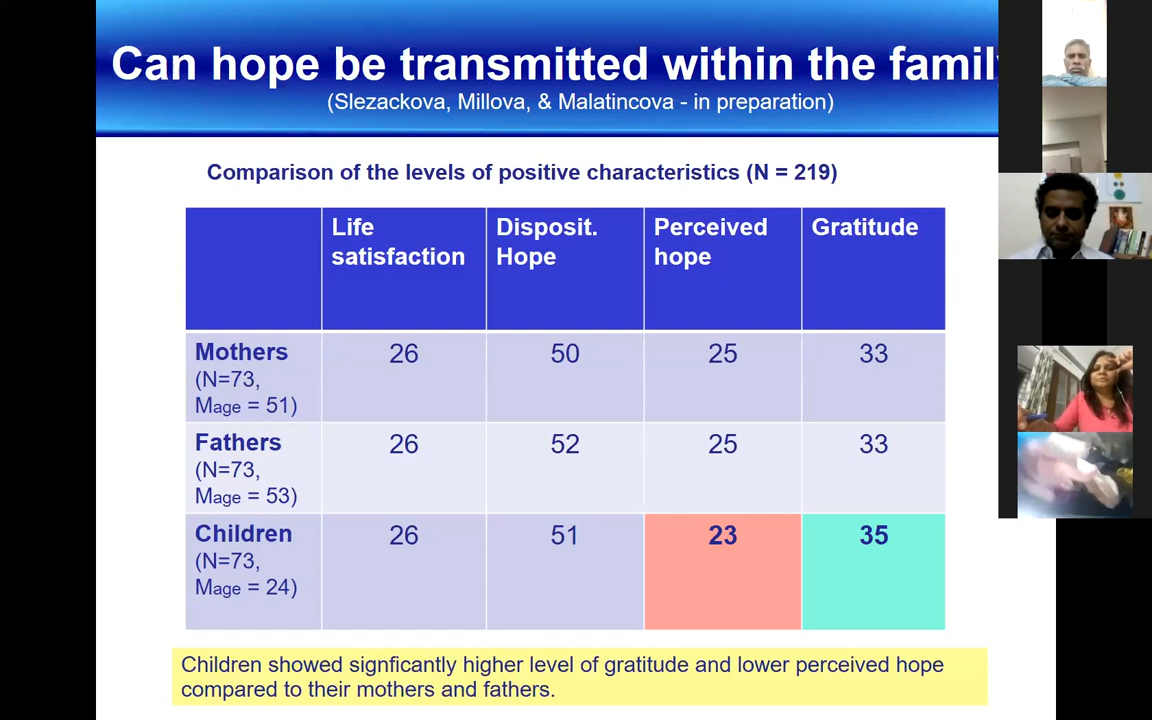 Can hope be transmitted within the family
(Slezackova, Millova, & Malatincova - in preparation)
Comparison of the levels of positive characteristics (N = 219)
Life satisfaction Disposit. Hope Perceived hope Gratitude
Mothers (N=73, Mage = 51) 26 50 25 33
Fathers (N=73, Mage = 53) 26 52 25 33
Children (N=73, Mage = 24) 26 51 23 35
Children showed signficantly higher level of gratitude and lower perceived hope
compared to their mothers and fathers.